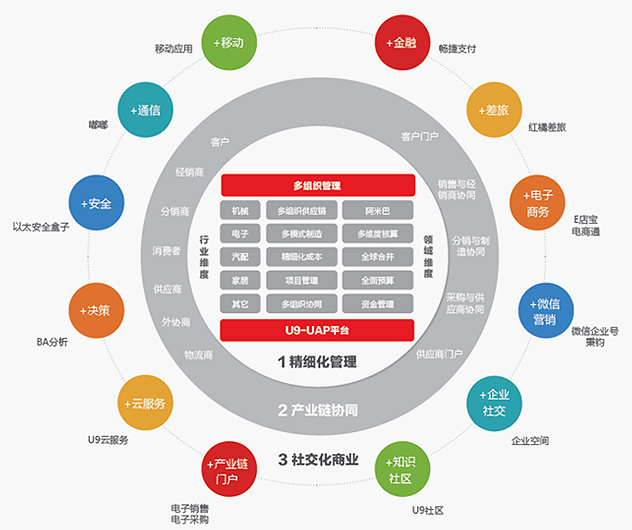 +移动
移动应用
+金融
畅捷支付
+通信
嘟嘟
+差旅
红橘差旅
+安全
以太安全盒子
+电子
商务
E店宝
电商通
+决策
BA分析
+微信
营销
微信企业号
秉钧
+云服务
U9云服务
+企业
社交
企业空间
+产业链
门户
电子销售
电子采购
+知识
社区
U9社区
客户
经销商
分销商
消费者
供应商
外协商
物流商
客户门户
销售与经
销商协同
分销与制
造协同
采购与供
应商协同
供应商门户
行业维度
领域维度
多组织管理
机械
多组织供应链
阿米巴
电子
多模式制造
多维度核算
汽配
精细化成本
全球合并
家居
项目管理
全面预算
其它
多组织协同
资金管理
U9-UAP平台
1 精细化管理
2 产业链协同
3 社交化商业